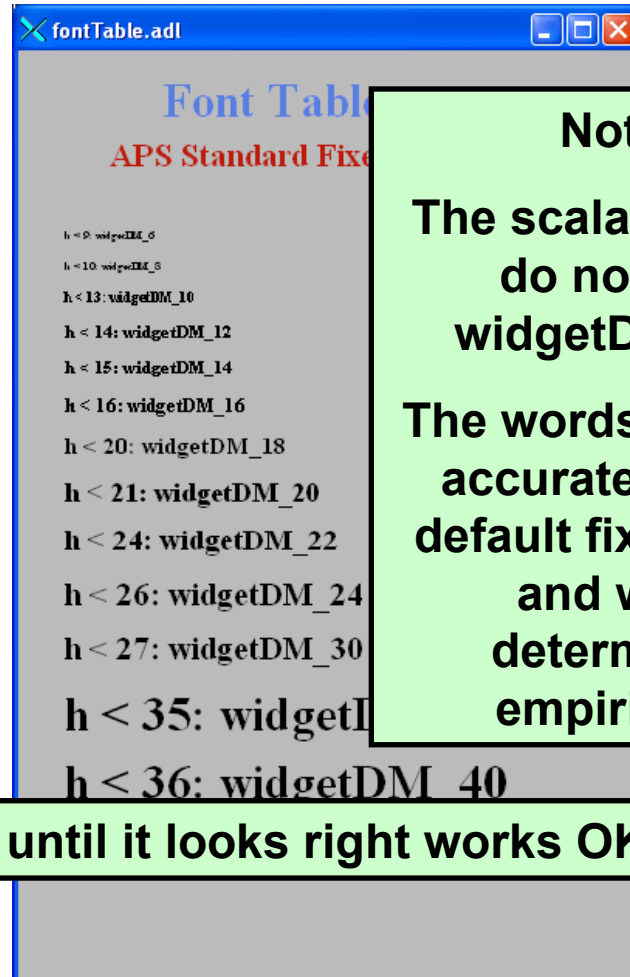 fontTable.adl
Font Table
APS Standard Fixe
h < 9: widgetDM_6
h < 10: widgetDM_8
h < 13: widgetDM_10
h < 14: widgetDM_12
h < 15: widgetDM_14
h < 16: widgetDM_16
h < 20: widgetDM_18
h < 21: widgetDM_20
h < 24: widgetDM_22
h < 26: widgetDM_24
h < 27: widgetDM_30
h < 35: widget
h < 36: widgetDM_40
Not
The scala
do no
widgetD
The words
accurate
default fix
and
determ
empir
until it looks right works OK